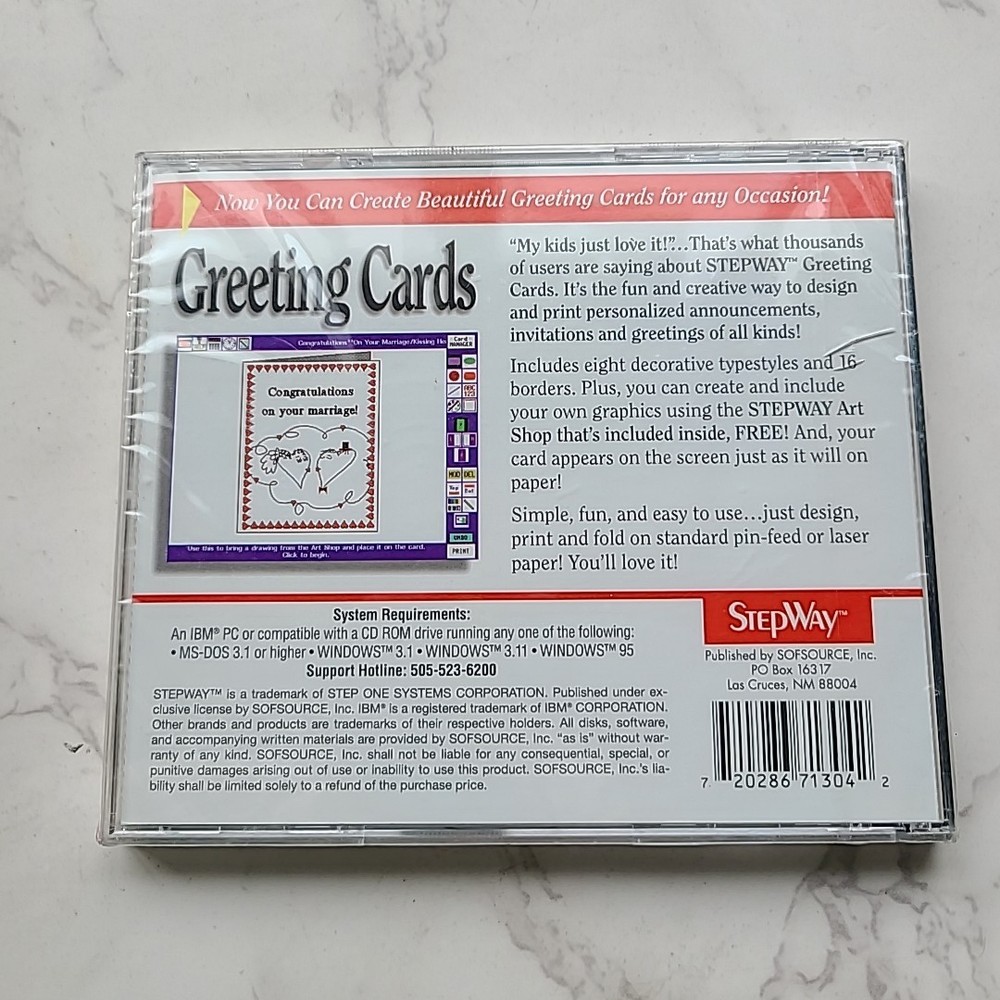 Now You Can Create Beautiful Greeting Cards for any Occasion!
Greeting Cards
Congratulations**On Your Marriage/Kissing He
Card
MANAGER
ABC
123
Congratulations
on your marriage!
MOD DEL
UNDO
PRINT
Use this to bring a drawing from the Art Shop and place it on the card.
Click to begin.
“My kids just love it!”...That’s what thousands
of users are saying about STEPWAY™ Greeting
Cards. It’s the fun and creative way to design
and print personalized announcements,
invitations and greetings of all kinds!
Includes eight decorative typestyles and 16
borders. Plus, you can create and include
your own graphics using the STEPWAY Art
Shop that’s included inside, FREE! And, your
card appears on the screen just as it will on
paper!
Simple, fun, and easy to use...just design,
print and fold on standard pin-feed or laser
paper! You’ll love it!
System Requirements:
An IBM® PC or compatible with a CD ROM drive running any one of the following:
• MS-DOS 3.1 or higher • WINDOWS™ 3.1 • WINDOWS™ 3.11 • WINDOWS™ 95
Support Hotline: 505-523-6200
STEPWAY™ is a trademark of STEP ONE SYSTEMS CORPORATION. Published under ex-
clusive license by SOFSOURCE, Inc. IBM® is a registered trademark of IBM® CORPORATION.
Other brands and products are trademarks of their respective holders. All disks, software,
and accompanying written materials are provided by SOFSOURCE, Inc. “as is” without war-
ranty of any kind. SOFSOURCE, Inc. shall not be liable for any consequential, special, or
punitive damages arising out of use or inability to use this product. SOFSOURCE, Inc.’s lia-
bility shall be limited solely to a refund of the purchase price.
STEPWAY™
Published by SOFSOURCE, Inc.
PO Box 16317
Las Cruces, NM 88004
7 20286 71304 2